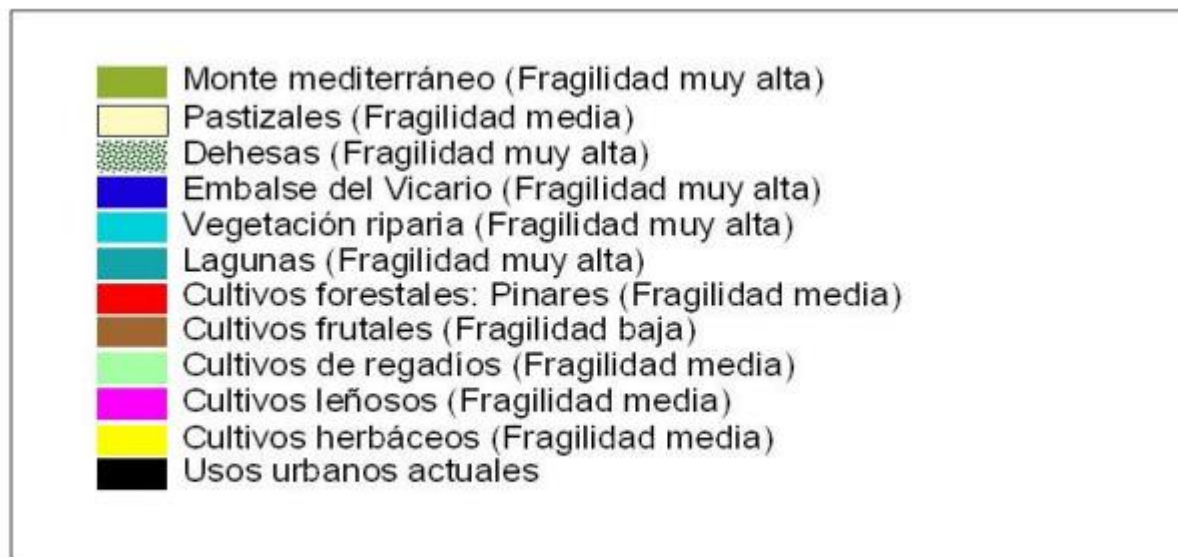 Monte mediterráneo (Fragilidad muy alta)
Pastizales (Fragilidad media)
Dehesas (Fragilidad muy alta)
Embalse del Vicario (Fragilidad muy alta)
Vegetación riparia (Fragilidad muy alta)
Lagunas (Fragilidad muy alta)
Cultivos forestales: Pinares (Fragilidad media)
Cultivos frutales (Fragilidad baja)
Cultivos de regadíos (Fragilidad media)
Cultivos leñosos (Fragilidad media)
Cultivos herbáceos (Fragilidad media)
Usos urbanos actuales